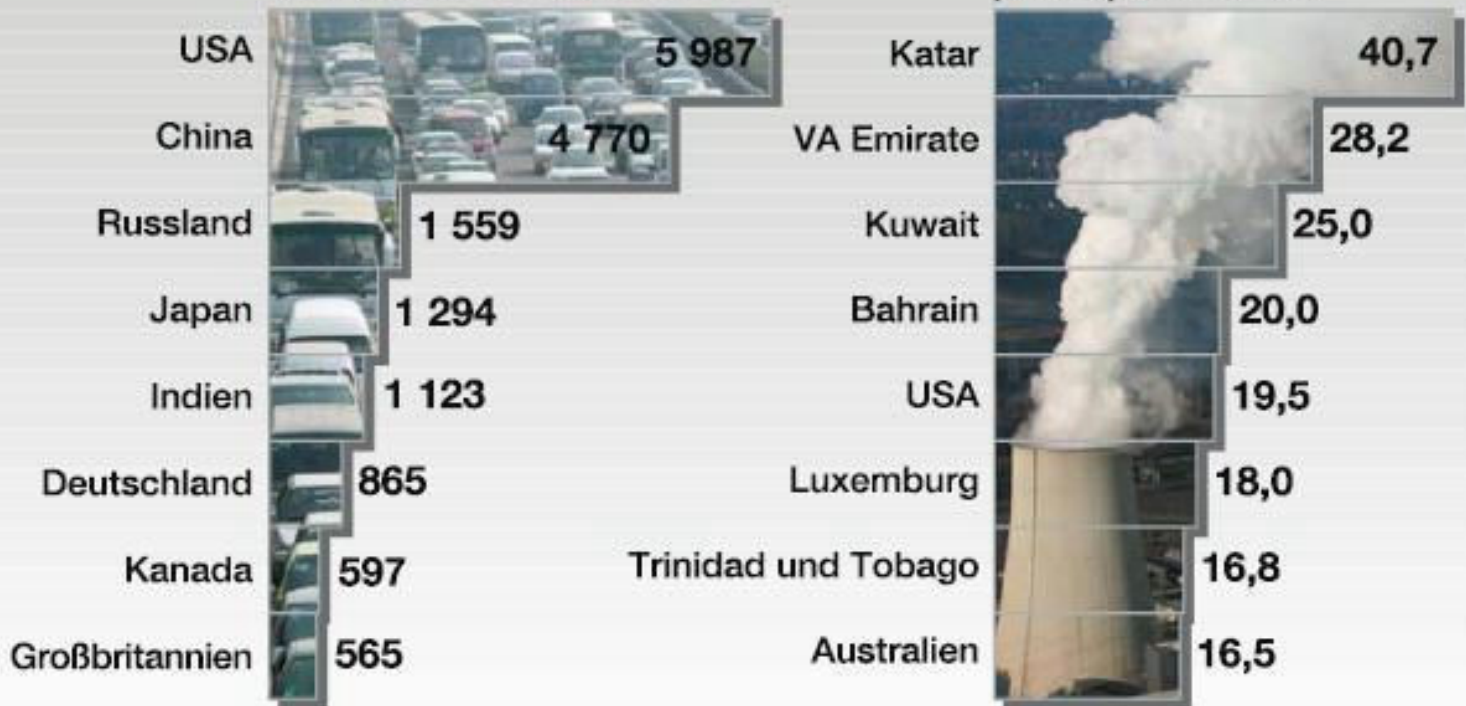 USA 5 987
China 4 770
Russland 1 559
Japan 1 294
Indien 1 123
Deutschland 865
Kanada 597
Großbritannien 565
Katar 40,7
VA Emirate 28,2
Kuwait 25,0
Bahrain 20,0
USA 19,5
Luxemburg 18,0
Trinidad und Tobago 16,8
Australien 16,5